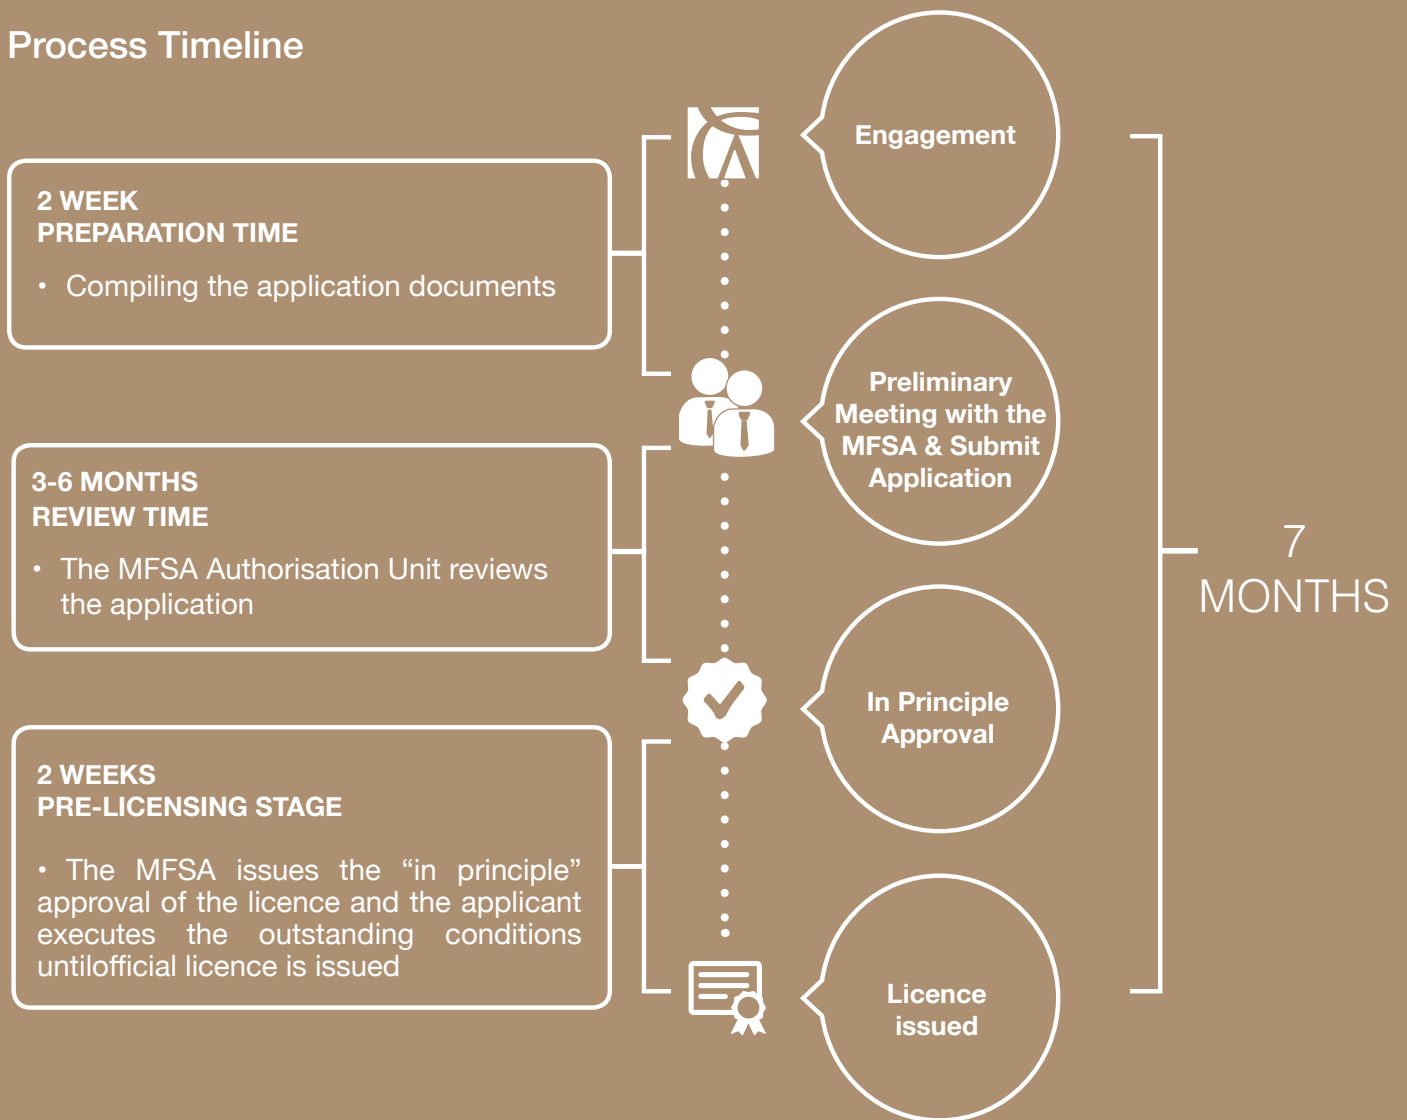 Process Timeline
Engagement
2 WEEK
PREPARATION TIME
• Compiling the application documents
Preliminary
Meeting with the
MFSA & Submit
Application
3-6 MONTHS
REVIEW TIME
• The MFSA Authorisation Unit reviews
the application
7
MONTHS
In Principle
Approval
2 WEEKS
PRE-LICENSING STAGE
• The MFSA issues the “in principle”
approval of the licence and the applicant
executes the outstanding conditions
untilofficial licence is issued
Licence
issued